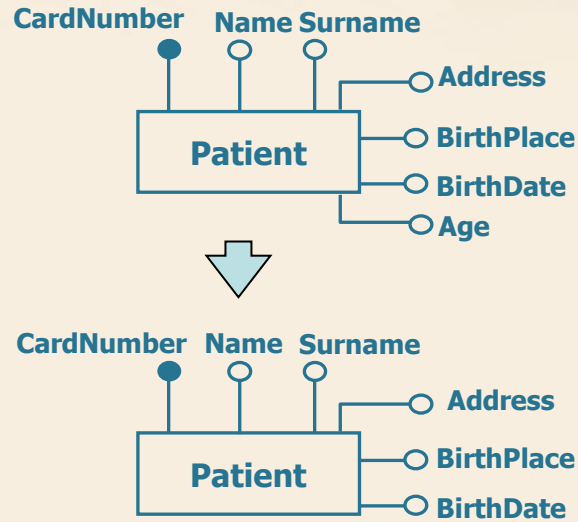 CardNumber Name Surname
Address
Patient
BirthPlace
BirthDate
Age
CardNumber Name Surname
Address
Patient
BirthPlace
BirthDate